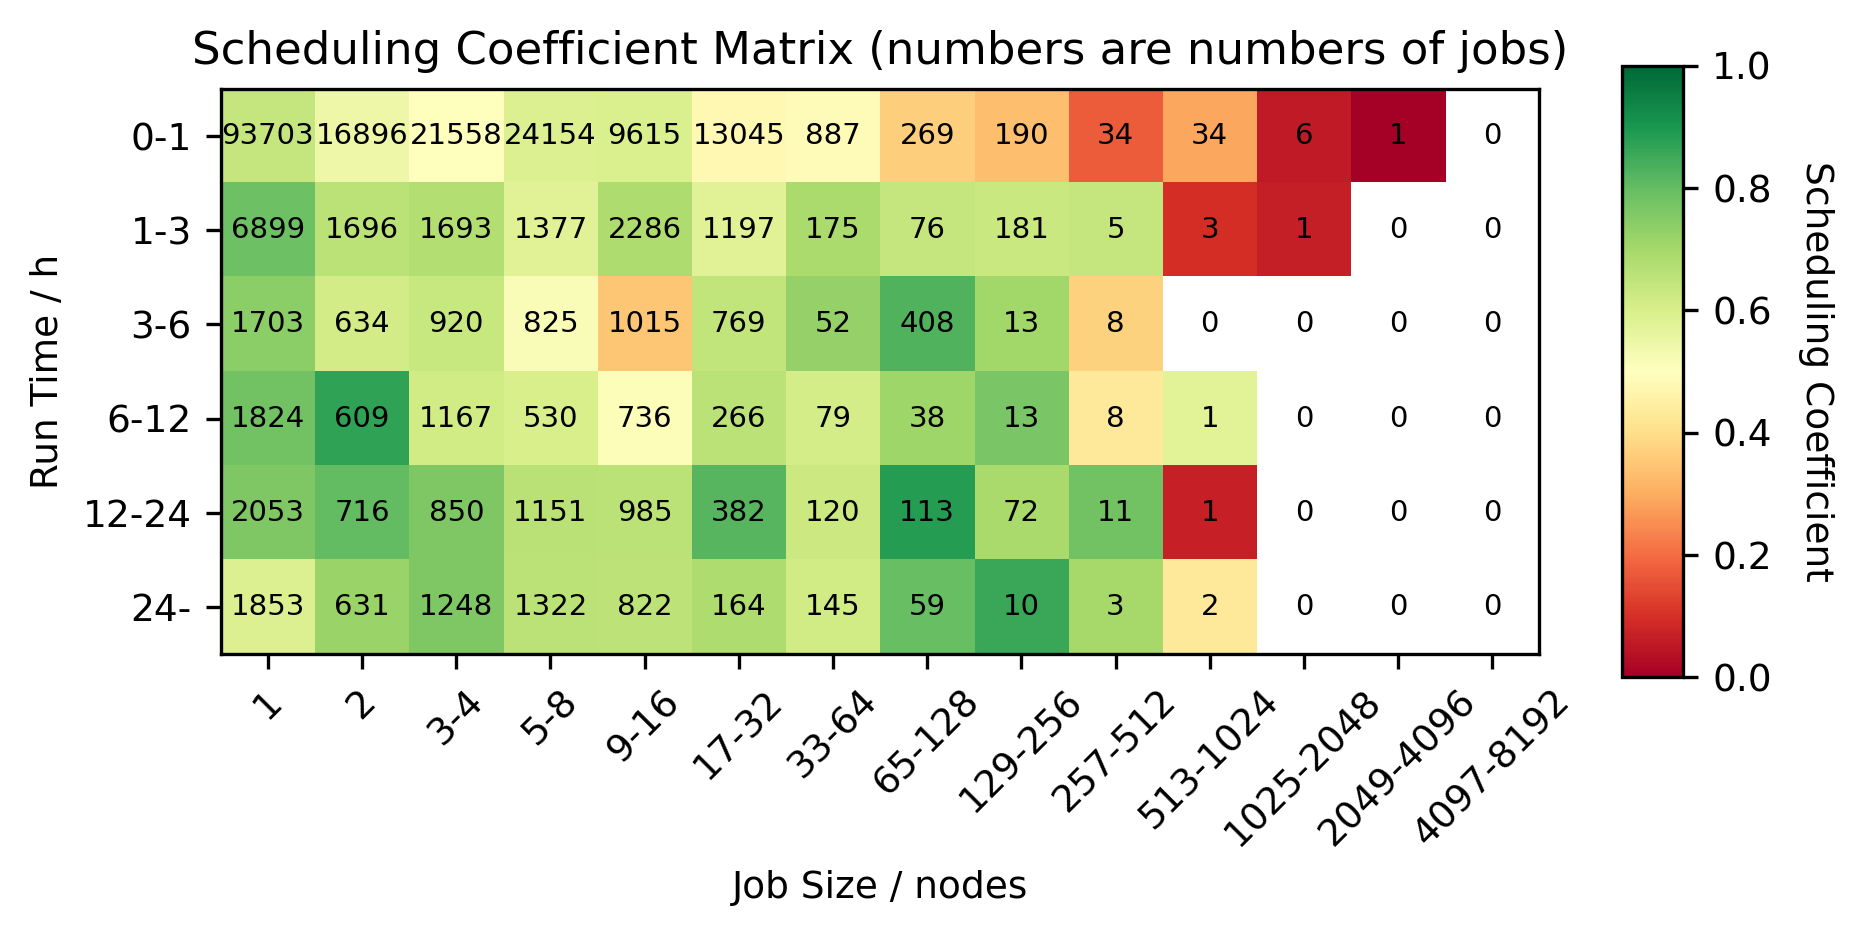 Scheduling Coefficient Matrix (numbers are numbers of jobs)
0-1 93703 16896 21558 24154 9615 13045 887 269 190 34 34 6 1 0
1-3 6899 1696 1693 1377 2286 1197 175 76 181 5 3 1 0 0
3-6 1703 634 920 825 1015 769 52 408 13 8 0 0 0 0
6-12 1824 609 1167 530 736 266 79 38 13 8 1 0 0 0
12-24 2053 716 850 1151 985 382 120 113 72 11 1 0 0 0
24- 1853 631 1248 1322 822 164 145 59 10 3 2 0 0 0
1 2 3-4 5-8 9-16 17-32 33-64 65-128 129-256 257-512 513-1024 1025-2048 2049-4096 4097-8192
Job Size / nodes
Run Time / h
1.0
0.8
0.6
0.4
0.2
0.0
Scheduling Coefficient